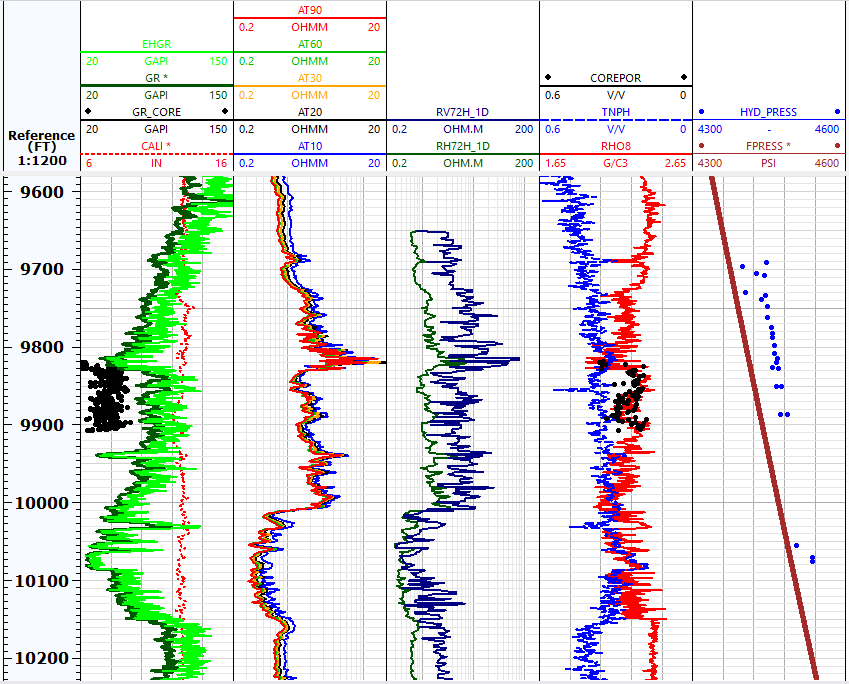 AT90
0.2 OHMM 20
EHGR AT60
20 GAPI 150 0.2 OHMM 20
GR * AT30 COREPOR
20 GAPI 150 0.2 OHMM 20 0.6 V/V 0
GR_CORE AT20 RV72H_1D TNPH HYD_PRESS
Reference 20 GAPI 150 0.2 OHMM 20 0.2 OHM.M 200 0.6 V/V 0 4300 - 4600
(FT) CALI * AT10 RH72H_1D RHO8 FPRESS *
1:1200 6 IN 16 0.2 OHMM 20 0.2 OHM.M 200 1.65 G/C3 2.65 4300 PSI 4600
9600
9700
9800
9900
10000
10100
10200